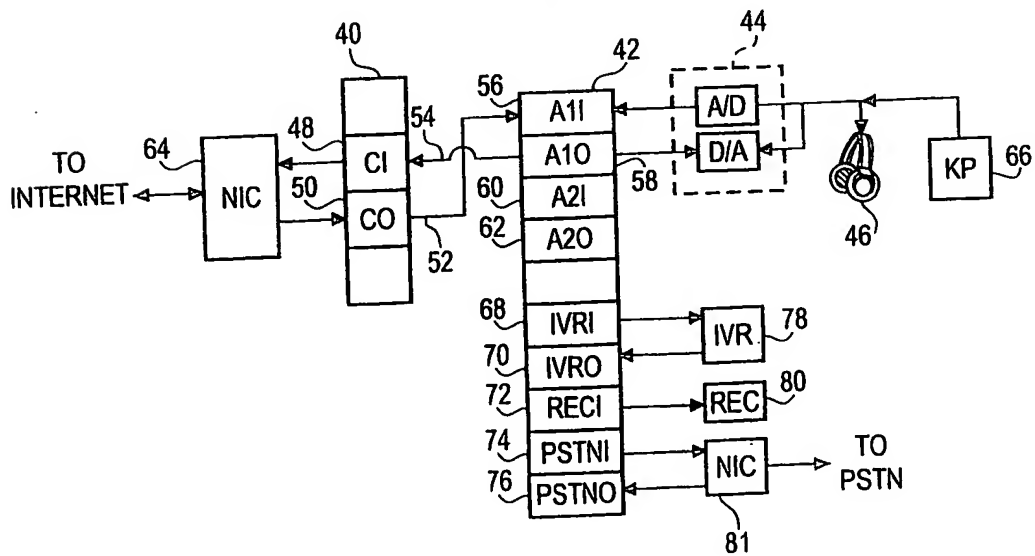 40
42
44
56
A1I
A/D
64
48
54
TO
INTERNET
NIC
CI
A1O
D/A
58
50
CO
52
60
A2I
62
A2O
KP
66
46
68
IVRI
IVR
78
70
IVRO
72
RECI
REC
80
74
PSTNI
NIC
TO
PSTN
76
PSTNO
81